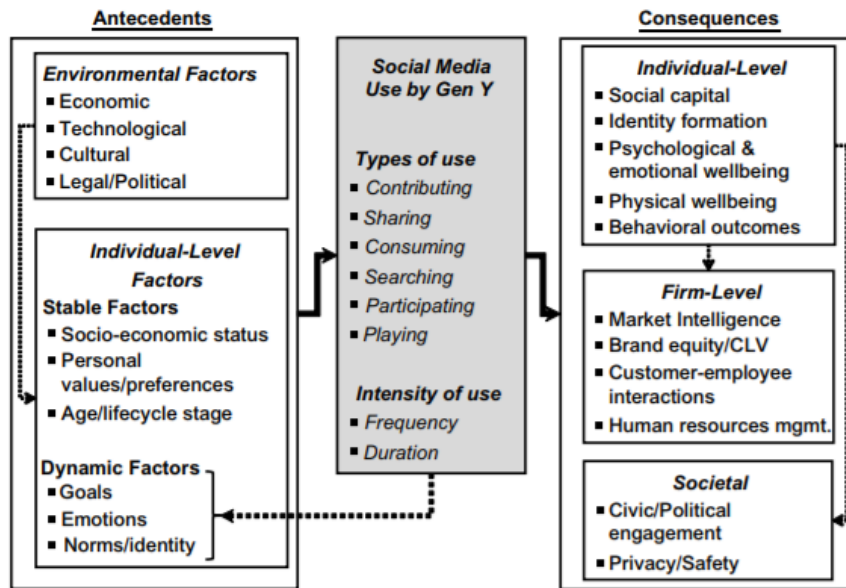 Antecedents
Environmental Factors
▪ Economic
▪ Technological
▪ Cultural
▪ Legal/Political
Individual-Level
Factors
Stable Factors
▪ Socio-economic status
▪ Personal
values/preferences
▪ Age/lifecycle stage
Dynamic Factors
▪ Goals
▪ Emotions
▪ Norms/identity
Social Media
Use by Gen Y
Types of use
▪ Contributing
▪ Sharing
▪ Consuming
▪ Searching
▪ Participating
▪ Playing
Intensity of use
▪ Frequency
▪ Duration
Consequences
Individual-Level
▪ Social capital
▪ Identity formation
▪ Psychological &
emotional wellbeing
▪ Physical wellbeing
▪ Behavioral outcomes
Firm-Level
▪ Market Intelligence
▪ Brand equity/CLV
▪ Customer-employee
interactions
▪ Human resources mgmt.
Societal
▪ Civic/Political
engagement
▪ Privacy/Safety